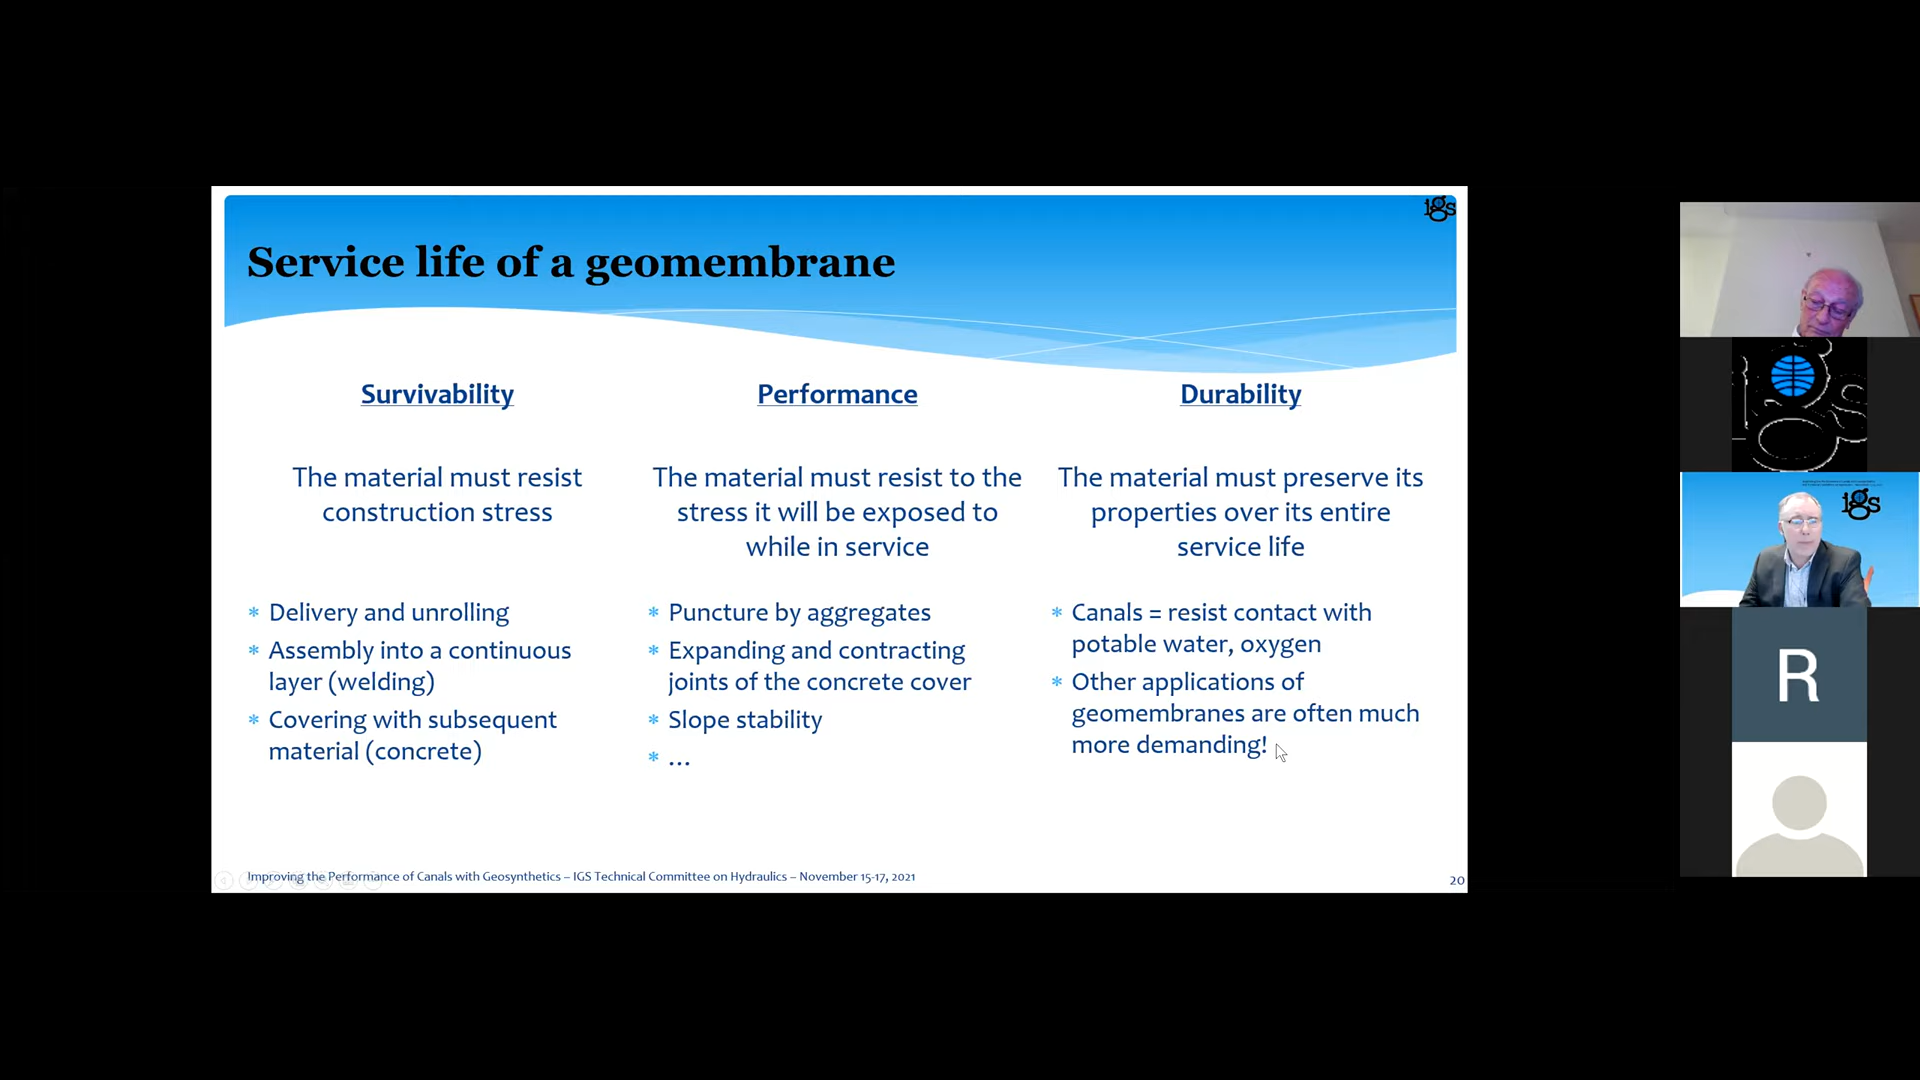 igs
Service life of a geomembrane
Survivability
The material must resist
construction stress
* Delivery and unrolling
* Assembly into a continuous
layer (welding)
* Covering with subsequent
material (concrete)
Performance
The material must resist to the
stress it will be exposed to
while in service
* Puncture by aggregates
* Expanding and contracting
joints of the concrete cover
* Slope stability
* ...
Durability
The material must preserve its
properties over its entire
service life
* Canals = resist contact with
potable water, oxygen
* Other applications of
geomembranes are often much
more demanding!
Improving the Performance of Canals with Geosynthetics – IGS Technical Committee on Hydraulics – November 15-17, 2021
20
igs
igs
R